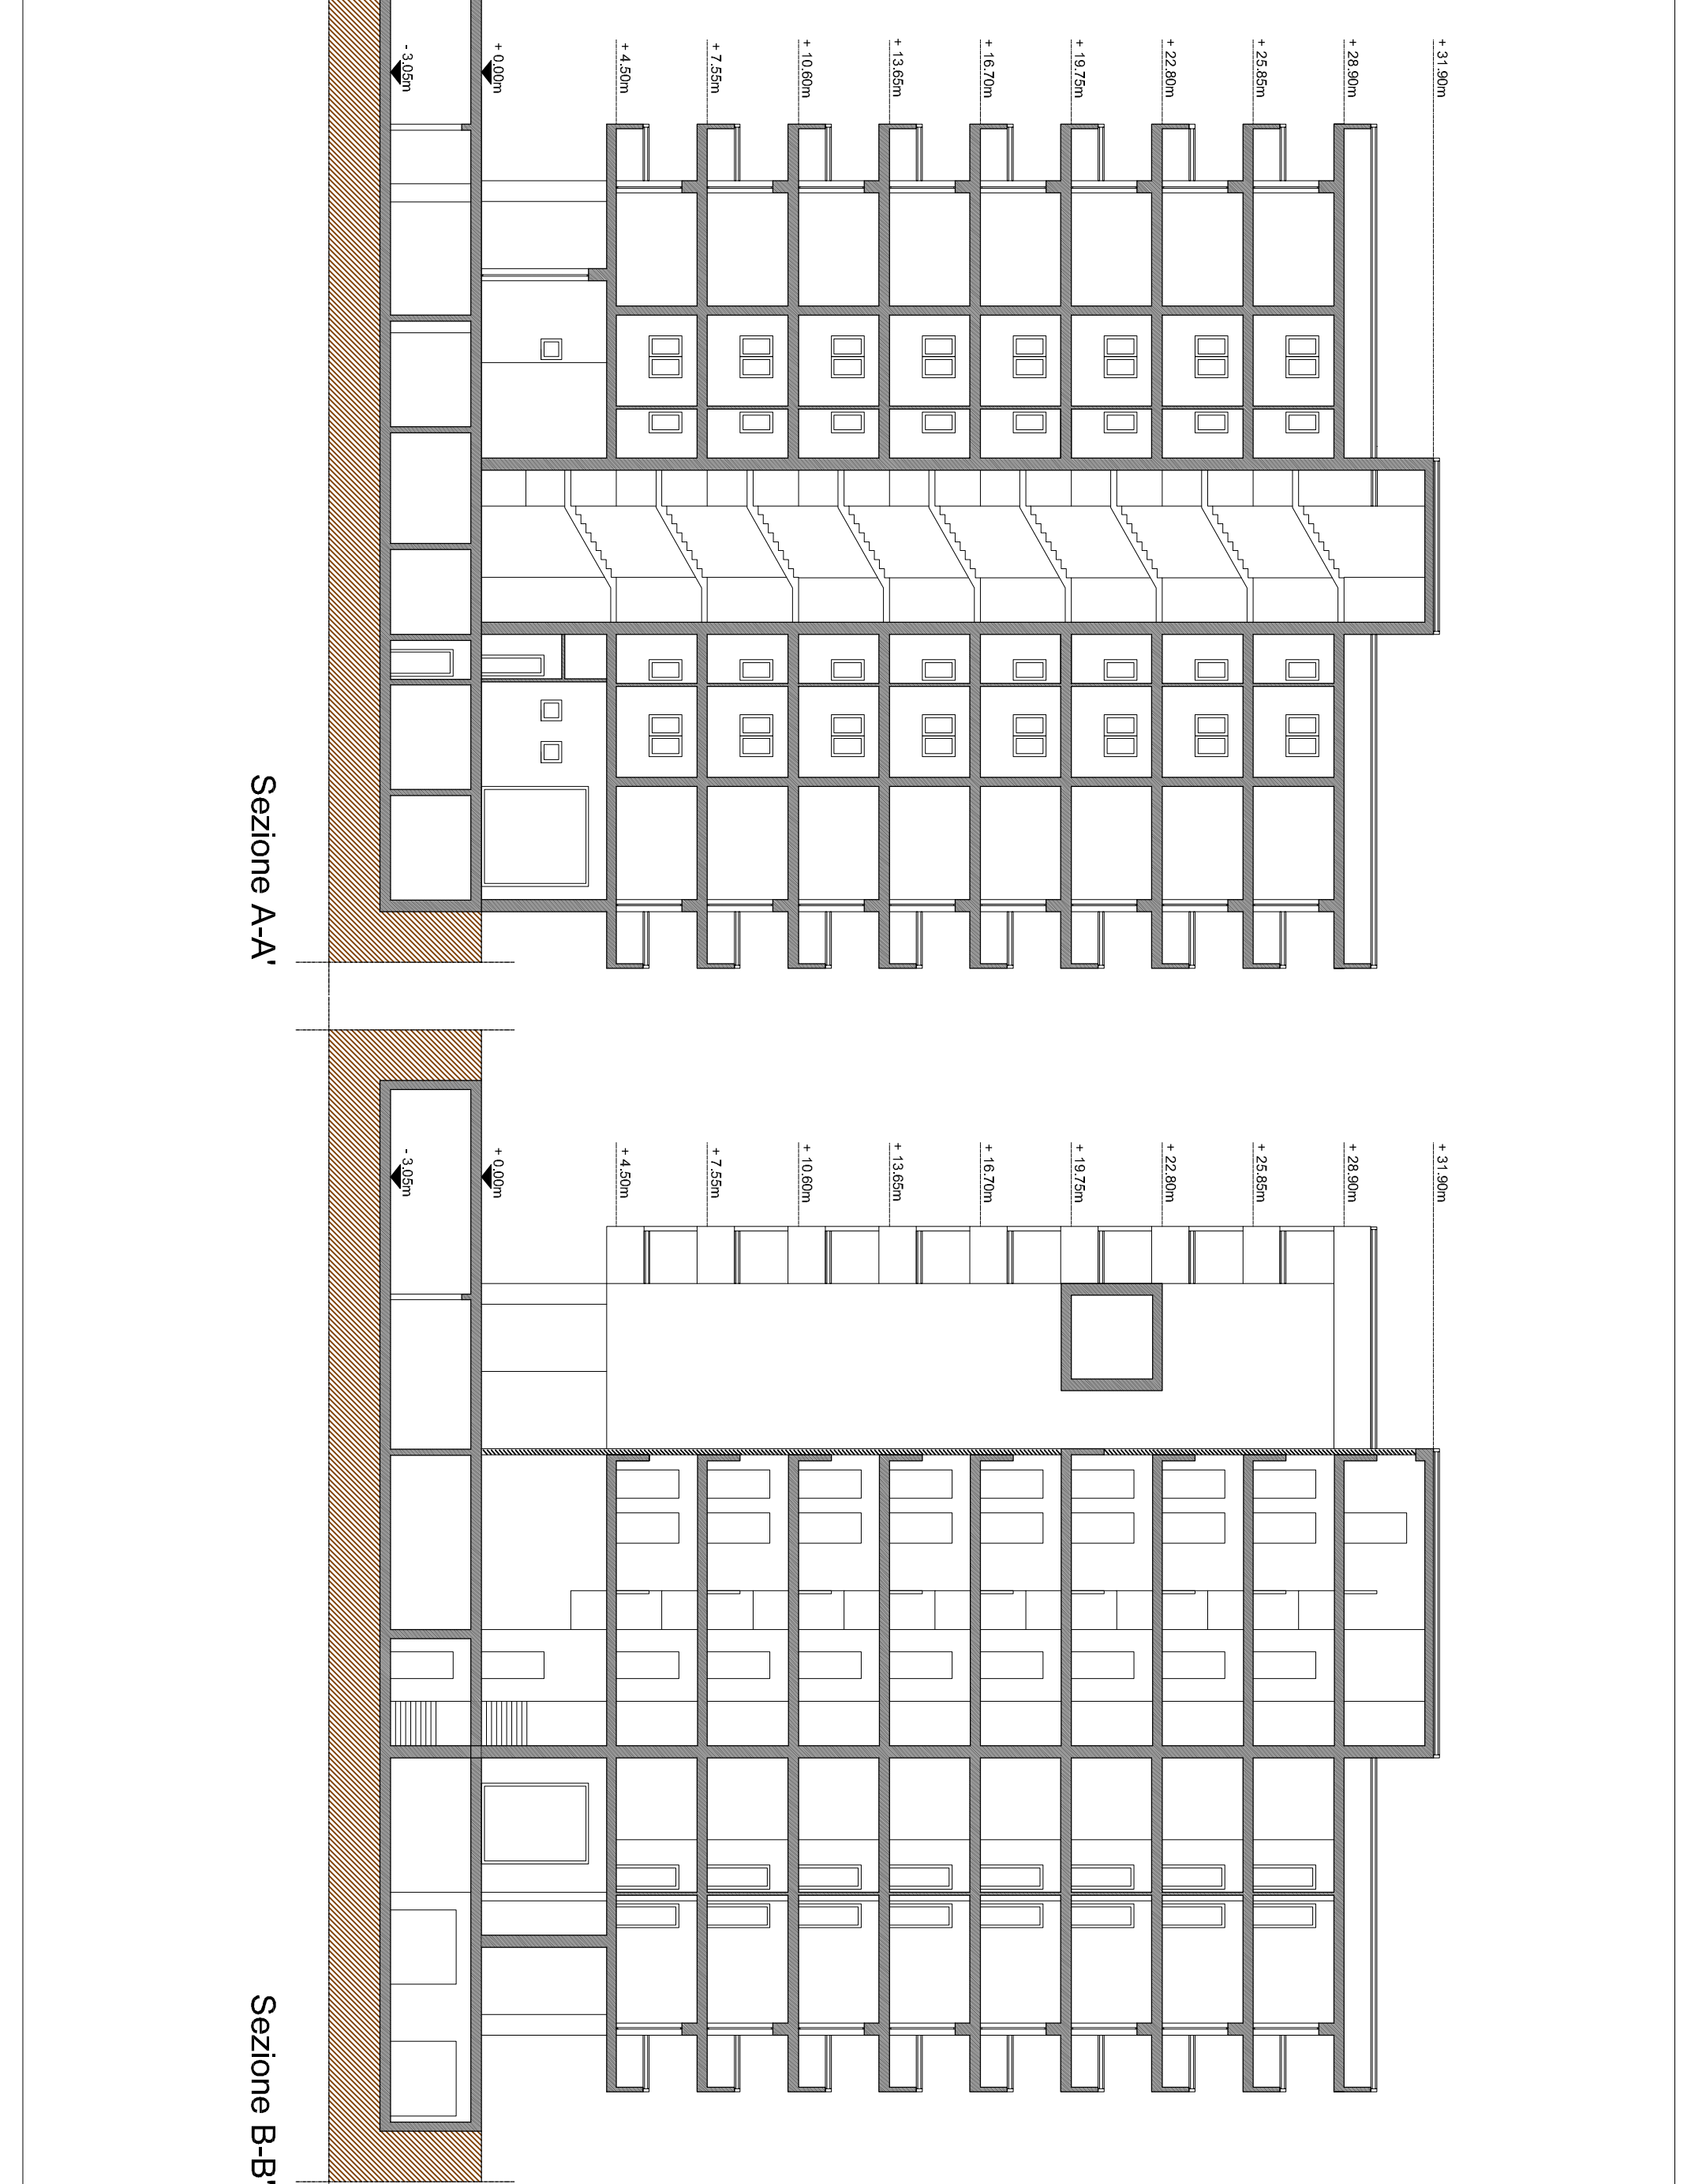 + 31.90m
+ 28.90m
+ 25.85m
+ 22.80m
+ 19.75m
+ 16.70m
+ 13.65m
+ 10.60m
+ 7.55m
+ 4.50m
+ 0.00m
- 3.05m
Sezione A-A'
+ 31.90m
+ 28.90m
+ 25.85m
+ 22.80m
+ 19.75m
+ 16.70m
+ 13.65m
+ 10.60m
+ 7.55m
+ 4.50m
+ 0.00m
- 3.05m
Sezione B-B'